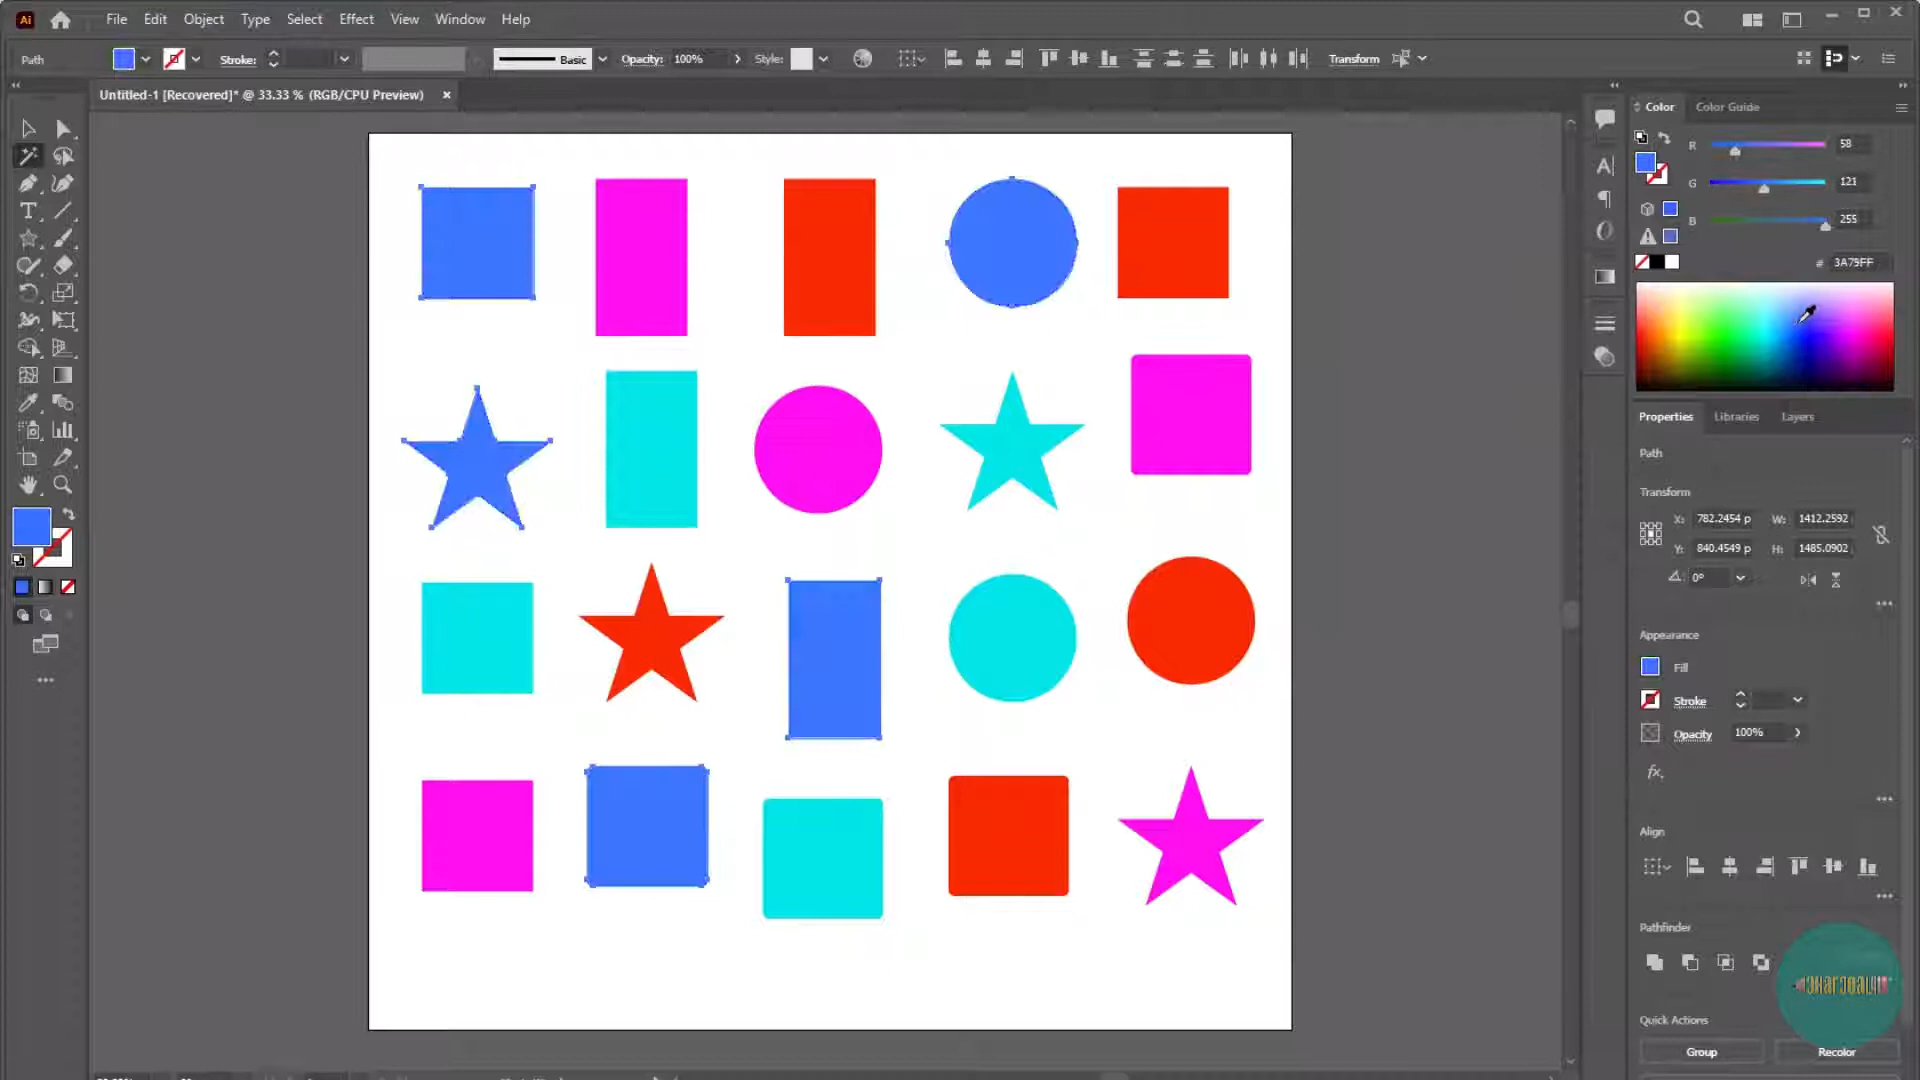 Ai File Edit Object Type Select Effect View Window Help
Path Stroke: Basic Opacity: 100% Style: Transform
Untitled-1 [Recovered]* @ 33.33 % (RGB/CPU Preview) ×
Color Color Guide
R 58
G 121
B 255
# 3A79FF
Properties Libraries Layers
Path
Transform
X: 782.2454 p W: 1412.2592
Y: 840.4549 p H: 1485.0902
0°
Appearance
Fill
Stroke
Opacity 100%
fx.
Align
Pathfinder
Quick Actions
Group Recolor